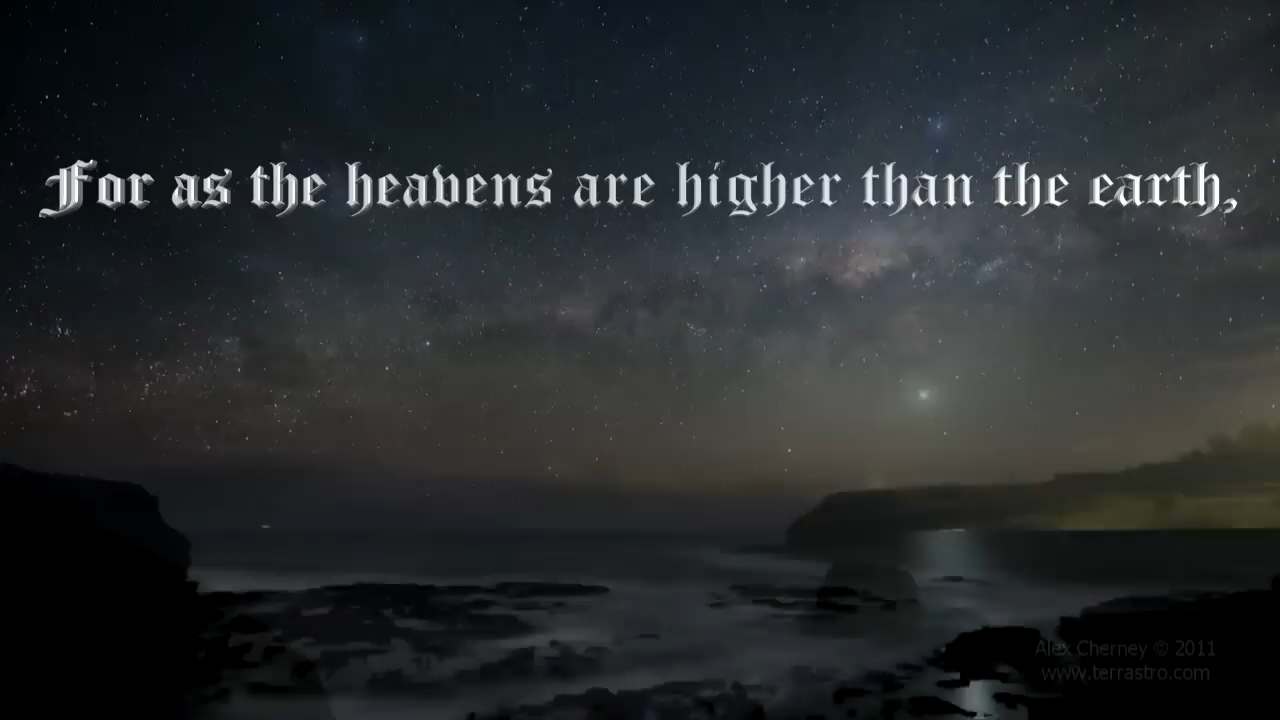 For as the heavens are higher than the earth,
Alex Cherney © 2011
www.terrastro.com